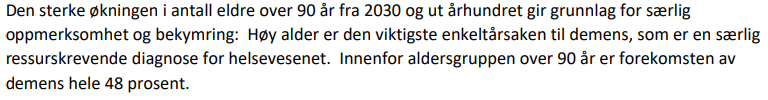 Den sterke økningen i antall eldre over 90 år fra 2030 og ut århundret gir grunnlag for særlig
oppmerksomhet og bekymring:  Høy alder er den viktigste enkeltårsaken til demens, som er en særlig
ressurskrevende diagnose for helsevesenet.  Innenfor aldersgruppen over 90 år er forekomsten av
demens hele 48 prosent.